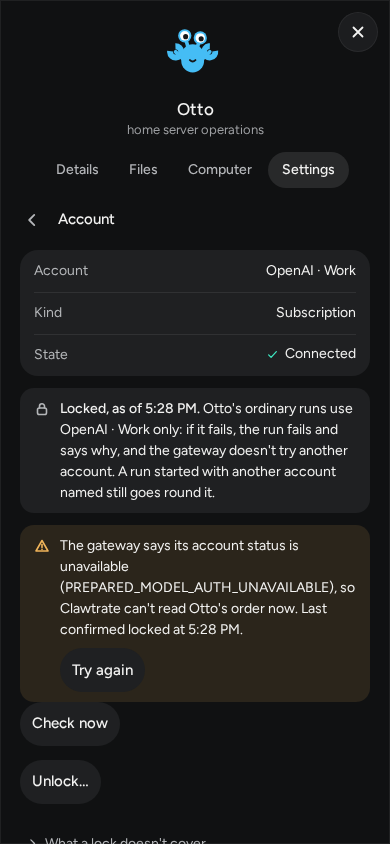 Otto
home server operations
Details Files Computer Settings
Account
Account OpenAI · Work
Kind Subscription
State Connected
Locked, as of 5:28 PM. Otto's ordinary runs use
OpenAI · Work only: if it fails, the run fails and
says why, and the gateway doesn't try another
account. A run started with another account
named still goes round it.
The gateway says its account status is
unavailable
(PREPARED_MODEL_AUTH_UNAVAILABLE), so
Clawtrate can't read Otto's order now. Last
confirmed locked at 5:28 PM.
Try again
Check now
Unlock…
What a lock doesn't cover